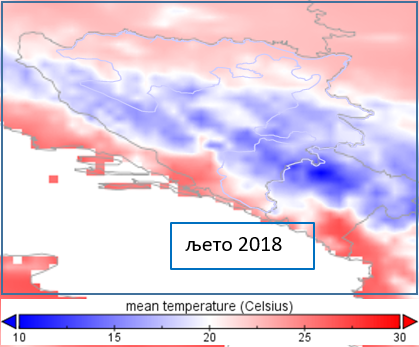 љето 2018
mean temperature (Celsius)
10 15 20 25 30